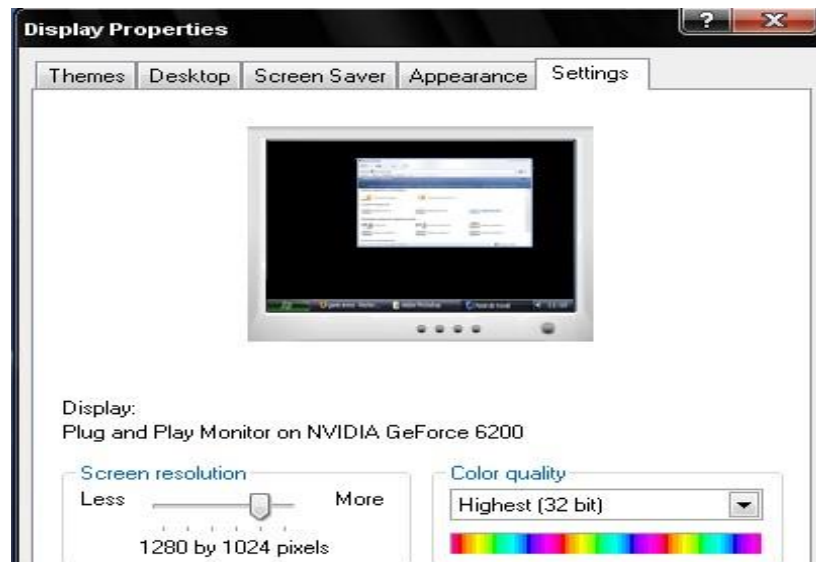 Display Properties
?
Themes Desktop Screen Saver Appearance Settings
Display:
Plug and Play Monitor on NVIDIA GeForce 6200
Screen resolution
Less More
1280 by 1024 pixels
Color quality
Highest (32 bit)